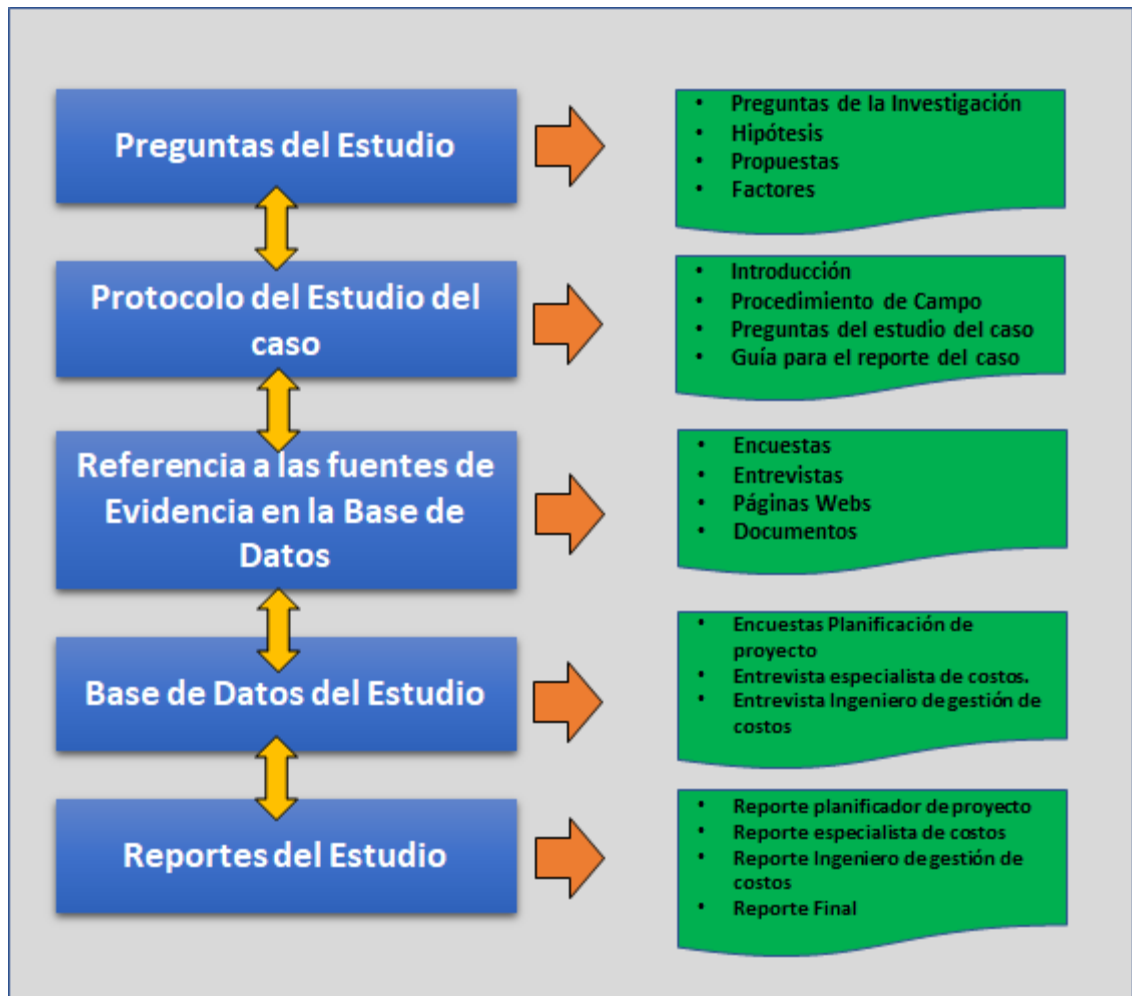 Preguntas del Estudio
• Preguntas de la Investigación
• Hipótesis
• Propuestas
• Factores
Protocolo del Estudio del
caso
• Introducción
• Procedimiento de Campo
• Preguntas del estudio del caso
• Guía para el reporte del caso
Referencia a las fuentes de
Evidencia en la Base de
Datos
• Encuestas
• Entrevistas
• Páginas Webs
• Documentos
Base de Datos del Estudio
• Encuestas Planificación de
proyecto
• Entrevista especialista de costos.
• Entrevista Ingeniero de gestión de
costos
Reportes del Estudio
• Reporte planificador de proyecto
• Reporte especialista de costos
• Reporte Ingeniero de gestión de
costos
• Reporte Final